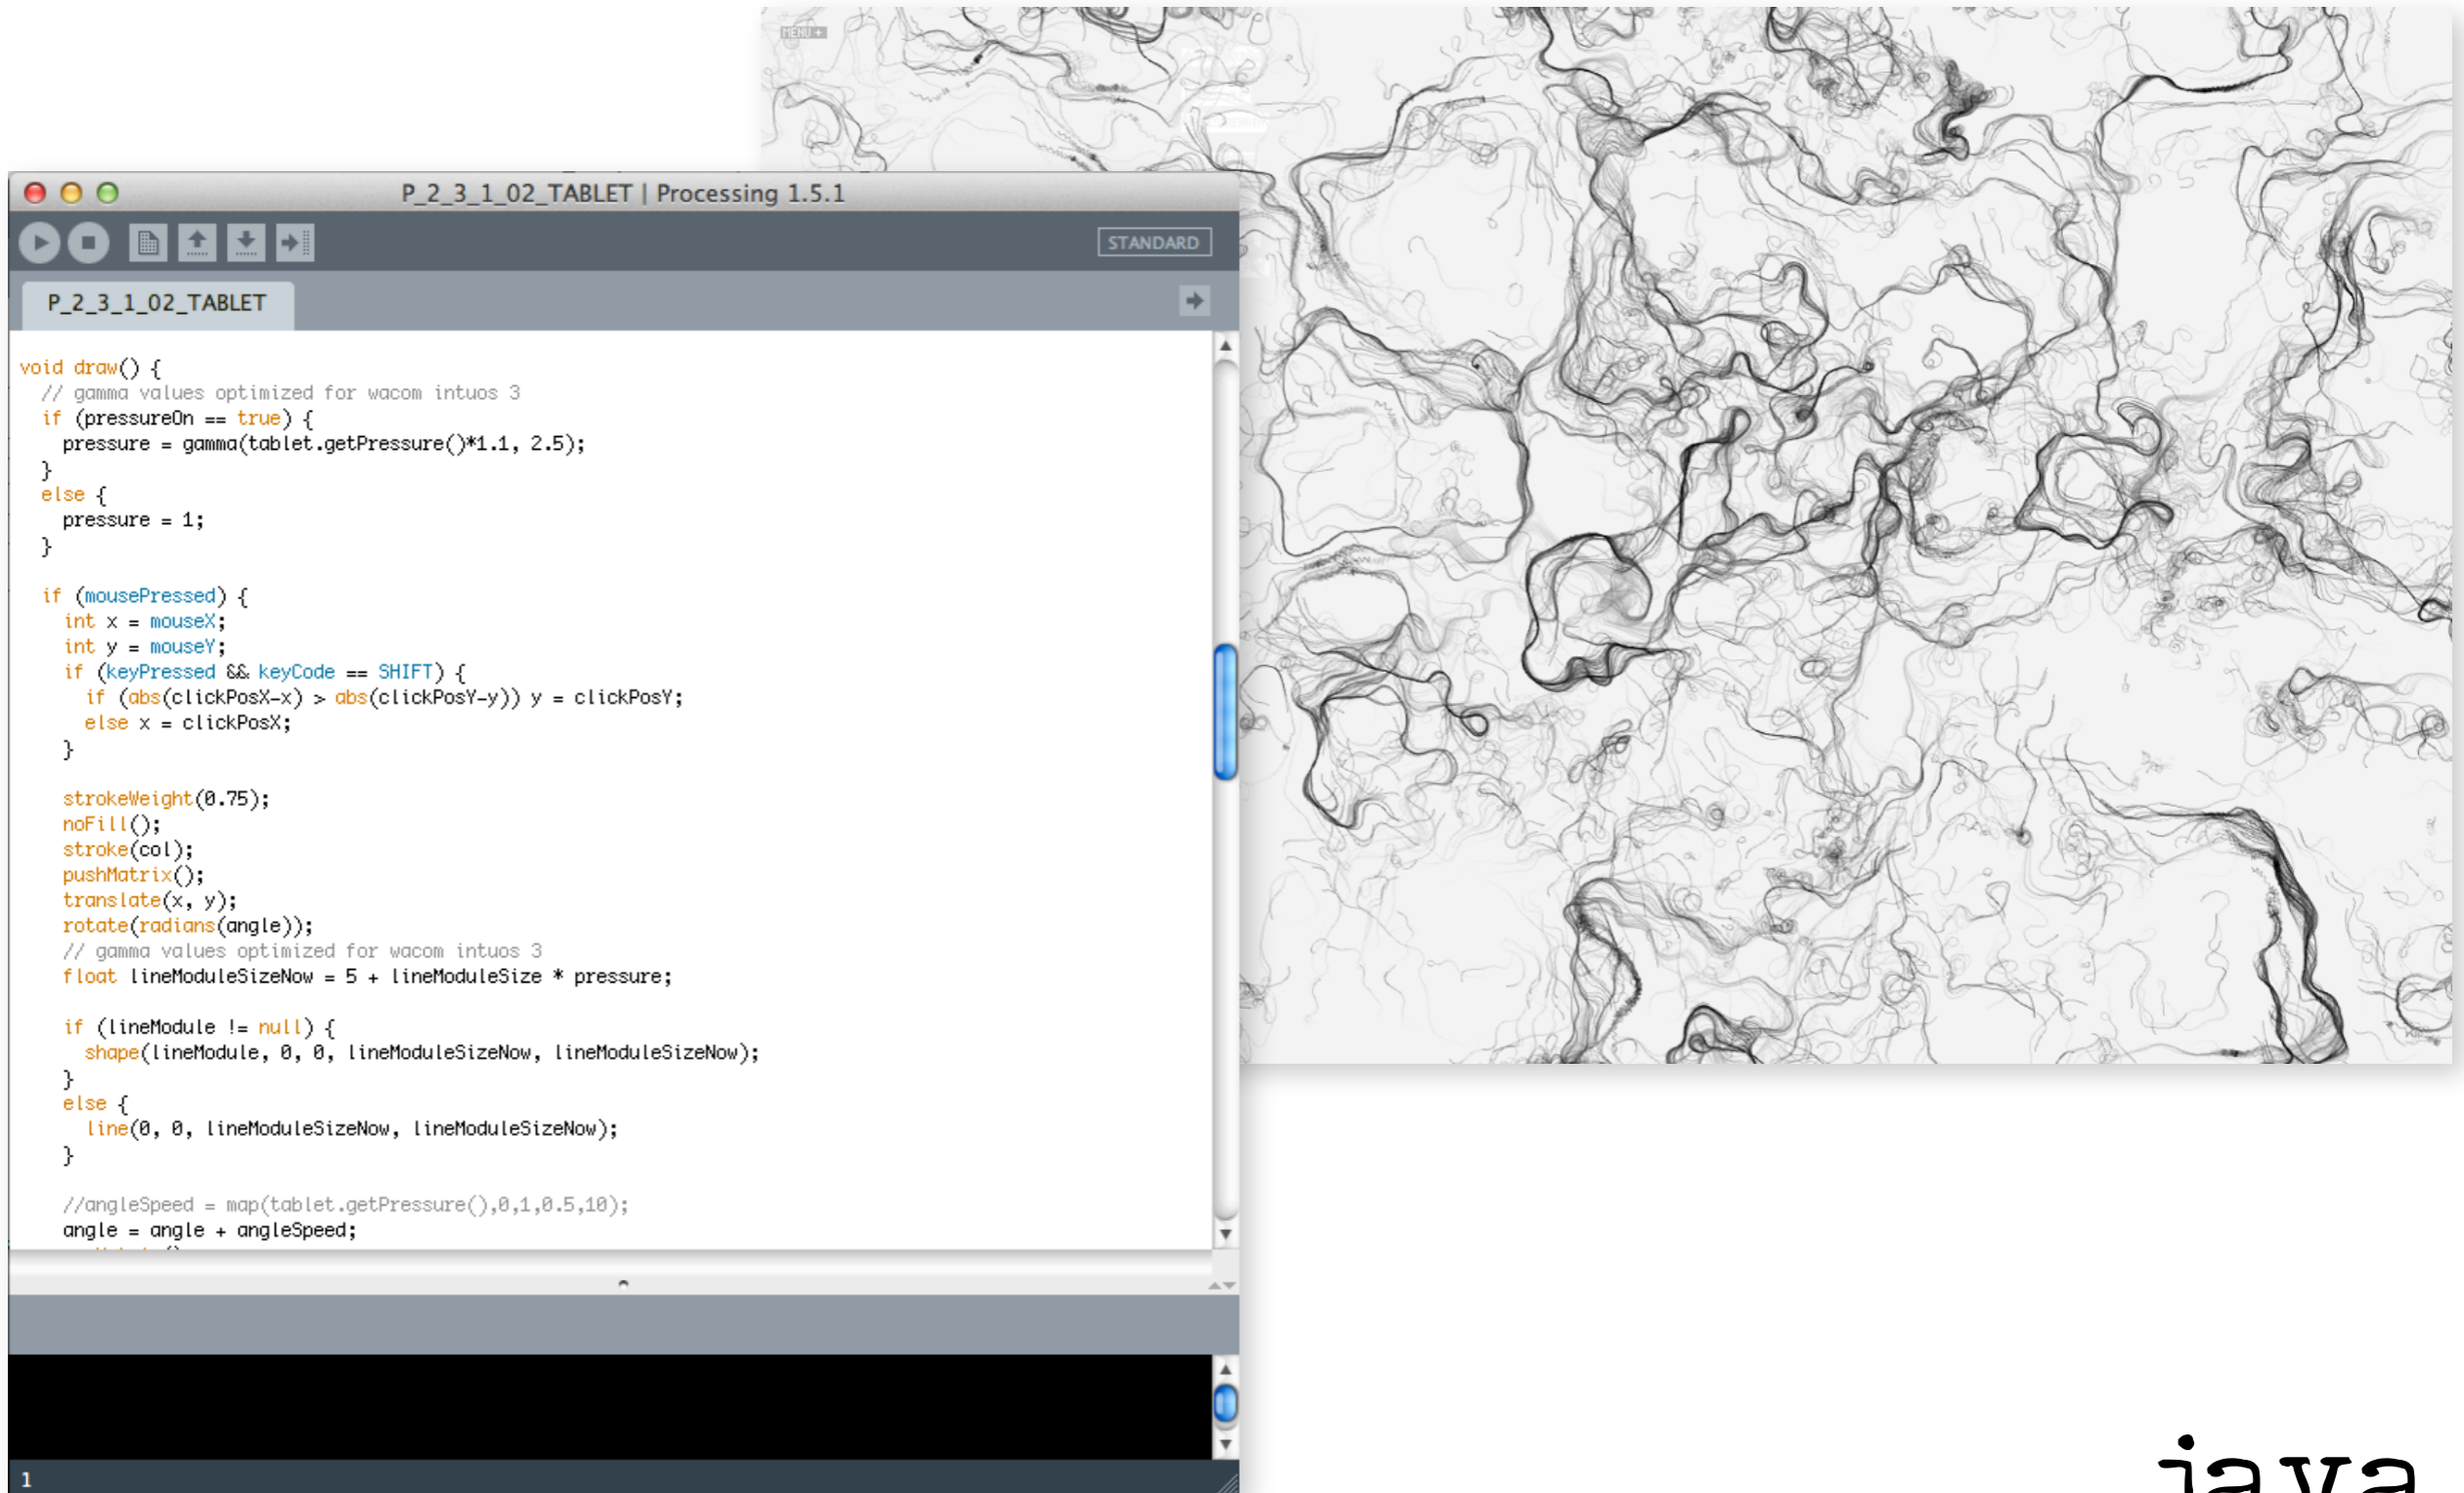 MENU +
P_2_3_1_02_TABLET | Processing 1.5.1
STANDARD
P_2_3_1_02_TABLET
void draw() {
// gamma values optimized for wacom intuos 3
if (pressureOn == true) {
pressure = gamma(tablet.getPressure()*1.1, 2.5);
}
else {
pressure = 1;
}
if (mousePressed) {
int x = mouseX;
int y = mouseY;
if (keyPressed && keyCode == SHIFT) {
if (abs(clickPosX-x) > abs(clickPosY-y)) y = clickPosY;
else x = clickPosX;
}
strokeWeight(0.75);
noFill();
stroke(col);
pushMatrix();
translate(x, y);
rotate(radians(angle));
// gamma values optimized for wacom intuos 3
float lineModuleSizeNow = 5 + lineModuleSize * pressure;
if (lineModule != null) {
shape(lineModule, 0, 0, lineModuleSizeNow, lineModuleSizeNow);
}
else {
line(0, 0, lineModuleSizeNow, lineModuleSizeNow);
}
//angleSpeed = map(tablet.getPressure(),0,1,0.5,10);
angle = angle + angleSpeed;
1
java